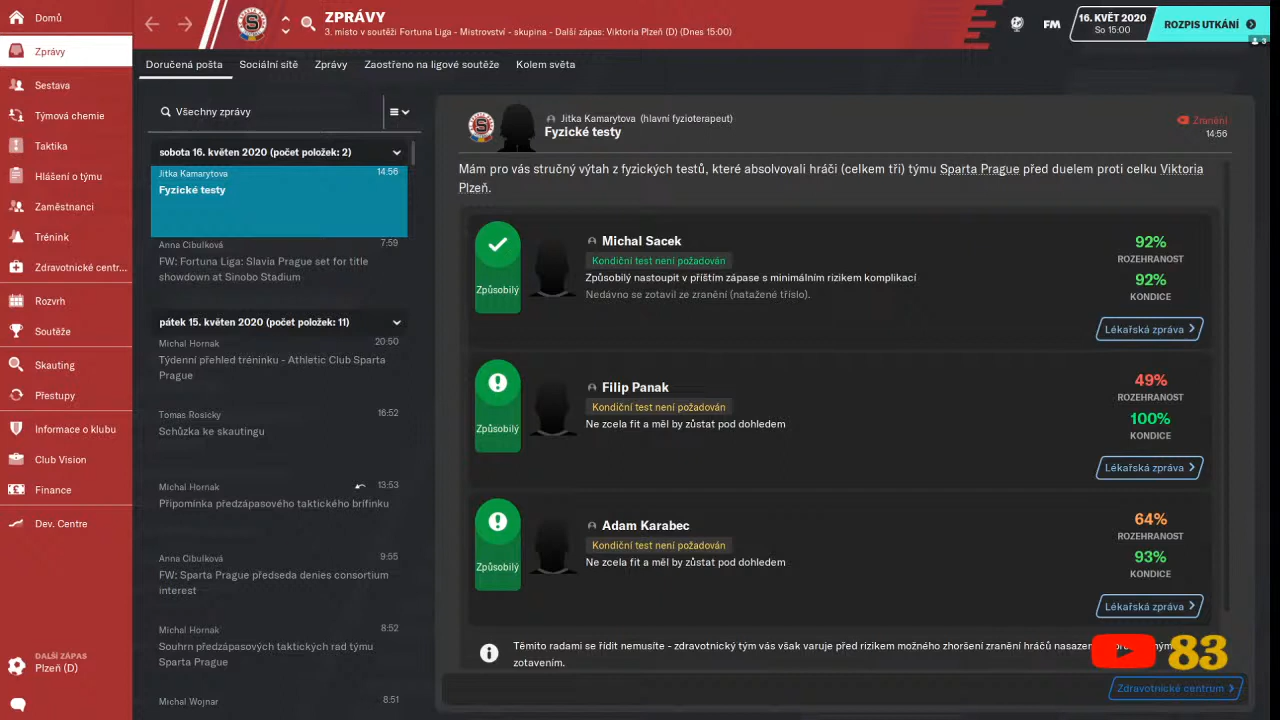 Domů
Zprávy
Sestava
Týmová chemie
Taktika
Hlášení o týmu
Zaměstnanci
Trénink
Zdravotnické centr...
Rozvrh
Soutěže
Skauting
Přestupy
Informace o klubu
Club Vision
Finance
Dev. Centre
DALŠÍ ZÁPAS
Plzeň (D)
ZPRÁVY
3. místo v soutěži Fortuna Liga - Mistrovství - skupina - Další zápas: Viktoria Plzeň (D) (Dnes 15:00)
FM
16. KVĚT 2020
So 15:00
ROZPIS UTKÁNÍ
3
Doručená pošta
Sociální sítě
Zprávy
Zaostřeno na ligové soutěže
Kolem světa
Všechny zprávy
sobota 16. květen 2020 (počet položek: 2)
Jitka Kamarytova 14:56
Fyzické testy
Anna Cibulková 7:59
FW: Fortuna Liga: Slavia Prague set for title
showdown at Sinobo Stadium
pátek 15. květen 2020 (počet položek: 11)
Michal Hornak 20:50
Týdenní přehled tréninku - Athletic Club Sparta
Prague
Tomas Rosicky 16:52
Schůzka ke skautingu
Michal Hornak 13:53
Připomínka předzápasového taktického brífinku
Anna Cibulková 9:55
FW: Sparta Prague předseda denies consortium
interest
Michal Hornak 8:52
Souhrn předzápasových taktických rad týmu
Sparta Prague
Michal Wojnar 8:51
Jitka Kamarytova (hlavní fyzioterapeut)
Fyzické testy
Zranění
14:56
Mám pro vás stručný výtah z fyzických testů, které absolvovali hráči (celkem tři) týmu Sparta Prague před duelem proti celku Viktoria
Plzeň.
Způsobilý
Michal Sacek
Kondiční test není požadován
Způsobilý nastoupit v příštím zápase s minimálním rizikem komplikací
Nedávno se zotavil ze zranění (natažené tříslo).
92%
ROZEHRANOST
92%
KONDICE
Lékařská zpráva
Způsobilý
Filip Panak
Kondiční test není požadován
Ne zcela fit a měl by zůstat pod dohledem
49%
ROZEHRANOST
100%
KONDICE
Lékařská zpráva
Způsobilý
Adam Karabec
Kondiční test není požadován
Ne zcela fit a měl by zůstat pod dohledem
64%
ROZEHRANOST
93%
KONDICE
Lékařská zpráva
Těmito radami se řídit nemusíte - zdravotnický tým vás však varuje před rizikem možného zhoršení zranění hráčů
zotavením.
83
Zdravotnické centrum